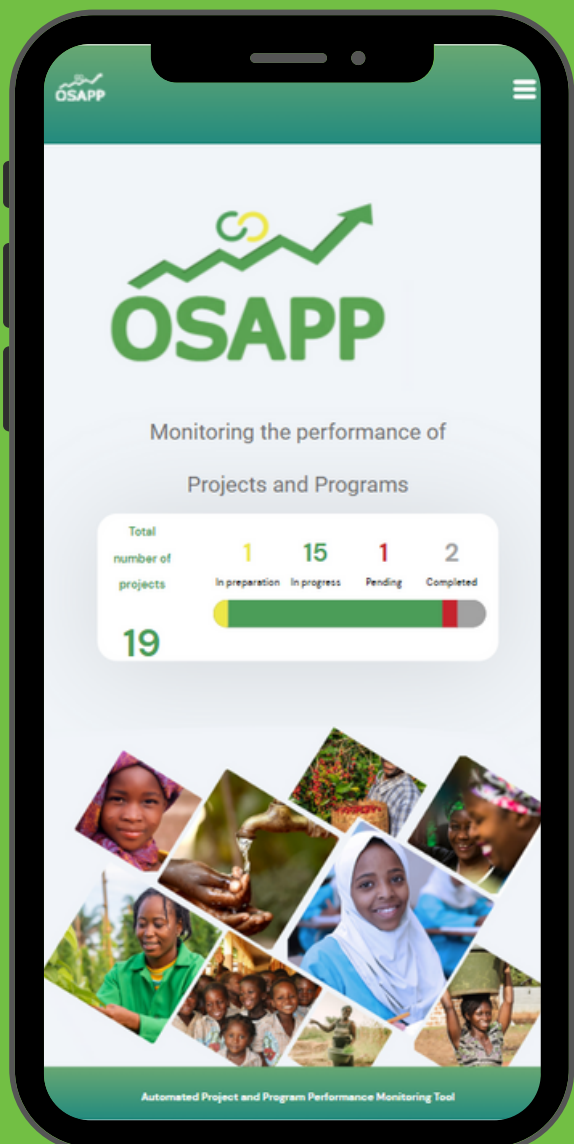 OSAPP
OSAPP
Monitoring the performance of
Projects and Programs
Total
number of
projects
19
1 15 1 2
In preparation In progress Pending Completed
Automated Project and Program Performance Monitoring Tool